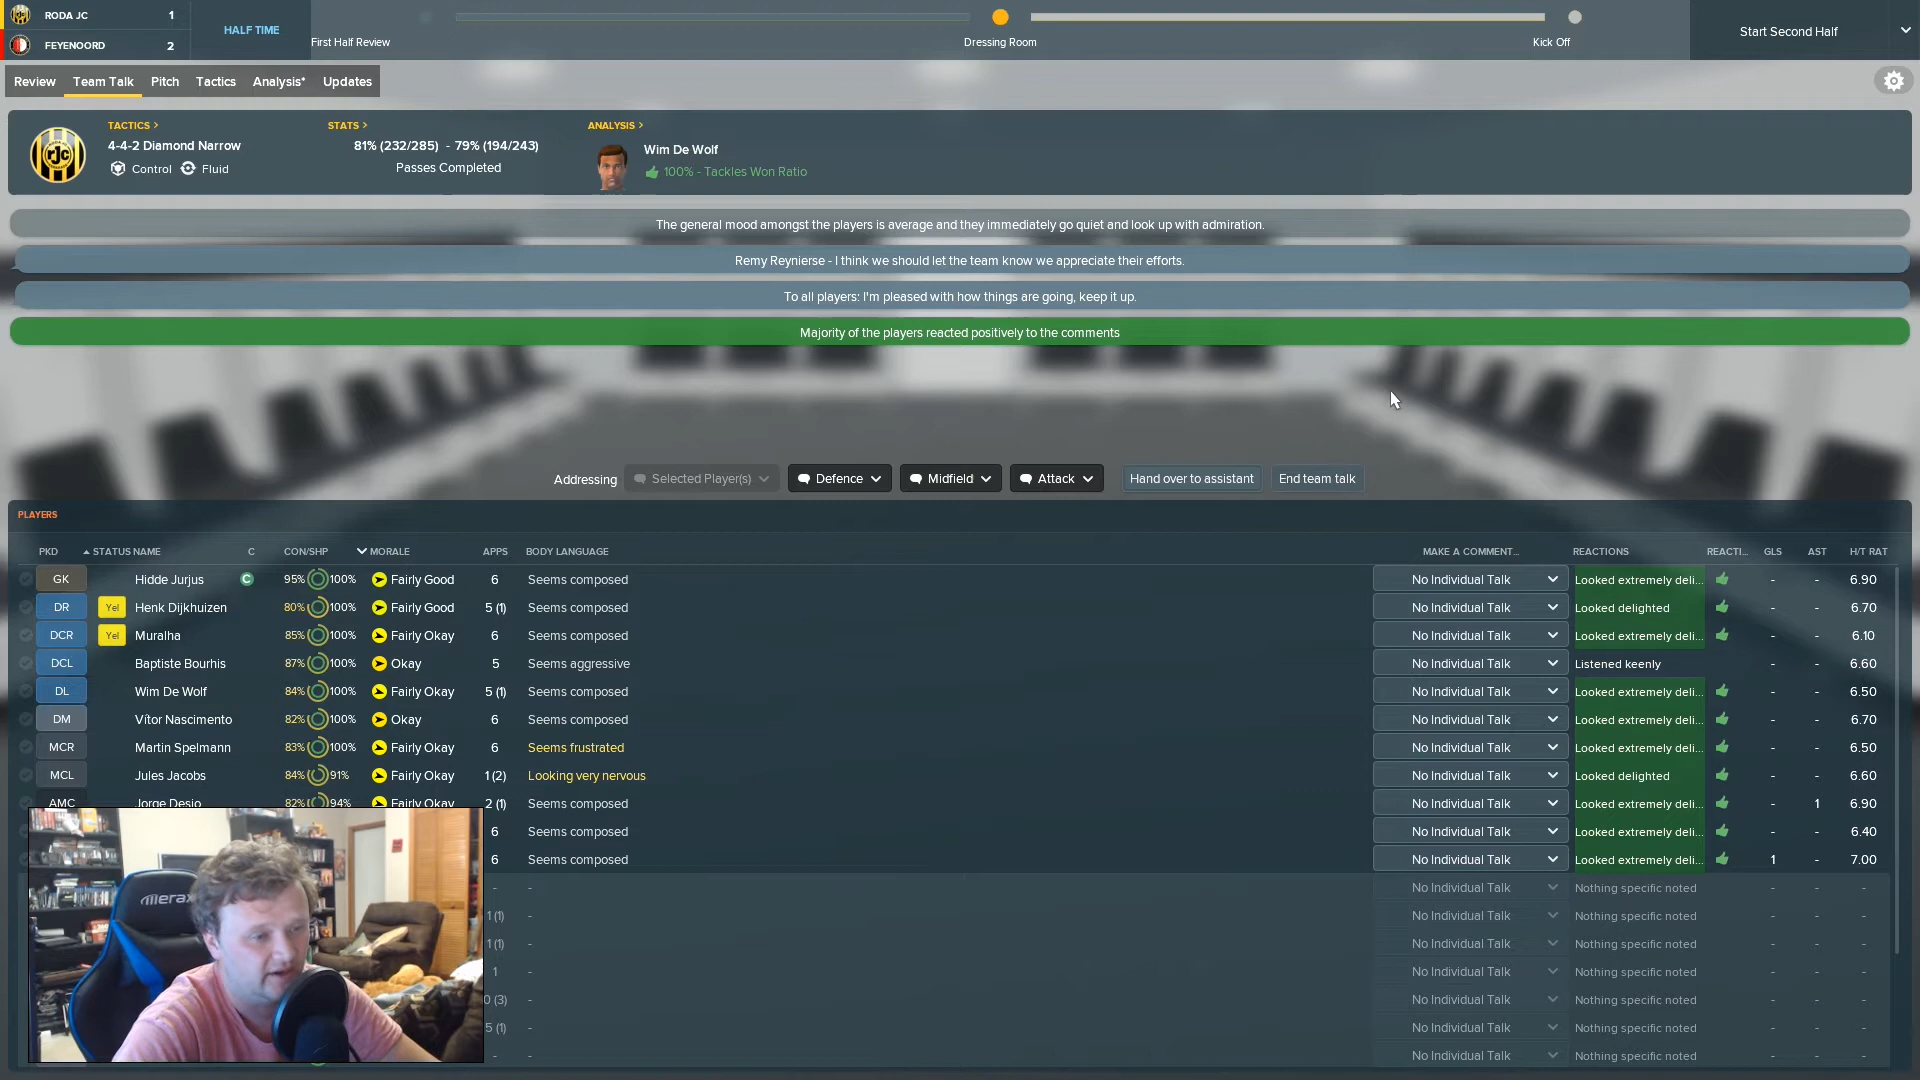 RODA JC 1
FEYENOORD 2
HALF TIME
First Half Review
Dressing Room
Kick Off
Start Second Half
Review Team Talk Pitch Tactics Analysis* Updates
TACTICS >
4-4-2 Diamond Narrow
Control Fluid
STATS >
81% (232/285) - 79% (194/243)
Passes Completed
ANALYSIS >
Wim De Wolf
100% - Tackles Won Ratio
The general mood amongst the players is average and they immediately go quiet and look up with admiration.
Remy Reynierse - I think we should let the team know we appreciate their efforts.
To all players: I'm pleased with how things are going, keep it up.
Majority of the players reacted positively to the comments
Addressing Selected Player(s) Defence Midfield Attack Hand over to assistant End team talk
PLAYERS
PKD STATUS NAME C CON/SHP MORALE APPS BODY LANGUAGE MAKE A COMMENT... REACTIONS REACTI... GLS AST H/T RAT
GK Hidde Jurjus C 95% 100% Fairly Good 6 Seems composed No Individual Talk Looked extremely deli... - - 6.90
DR Yel Henk Dijkhuizen 80% 100% Fairly Good 5 (1) Seems composed No Individual Talk Looked delighted - - 6.70
DCR Yel Muralha 85% 100% Fairly Okay 6 Seems composed No Individual Talk Looked extremely deli... - - 6.10
DCL Baptiste Bourhis 87% 100% Okay 5 Seems aggressive No Individual Talk Listened keenly - - 6.60
DL Wim De Wolf 84% 100% Fairly Okay 5 (1) Seems composed No Individual Talk Looked extremely deli... - - 6.50
DM Vítor Nascimento 82% 100% Okay 6 Seems composed No Individual Talk Looked extremely deli... - - 6.70
MCR Martin Spelmann 83% 100% Fairly Okay 6 Seems frustrated No Individual Talk Looked extremely deli... - - 6.50
MCL Jules Jacobs 84% 91% Fairly Okay 1 (2) Looking very nervous No Individual Talk Looked delighted - - 6.60
AMC Jorge Desio 82% 94% Fairly Okay 2 (1) Seems composed No Individual Talk Looked extremely deli... - 1 6.90
6 Seems composed No Individual Talk Looked extremely deli... - - 6.40
6 Seems composed No Individual Talk Looked extremely deli... 1 - 7.00
- - No Individual Talk Nothing specific noted - - -
1 (1) - No Individual Talk Nothing specific noted - - -
1 (1) - No Individual Talk Nothing specific noted - - -
1 - No Individual Talk Nothing specific noted - - -
0 (3) - No Individual Talk Nothing specific noted - - -
5 (1) - No Individual Talk Nothing specific noted - - -
- - No Individual Talk Nothing specific noted - - -